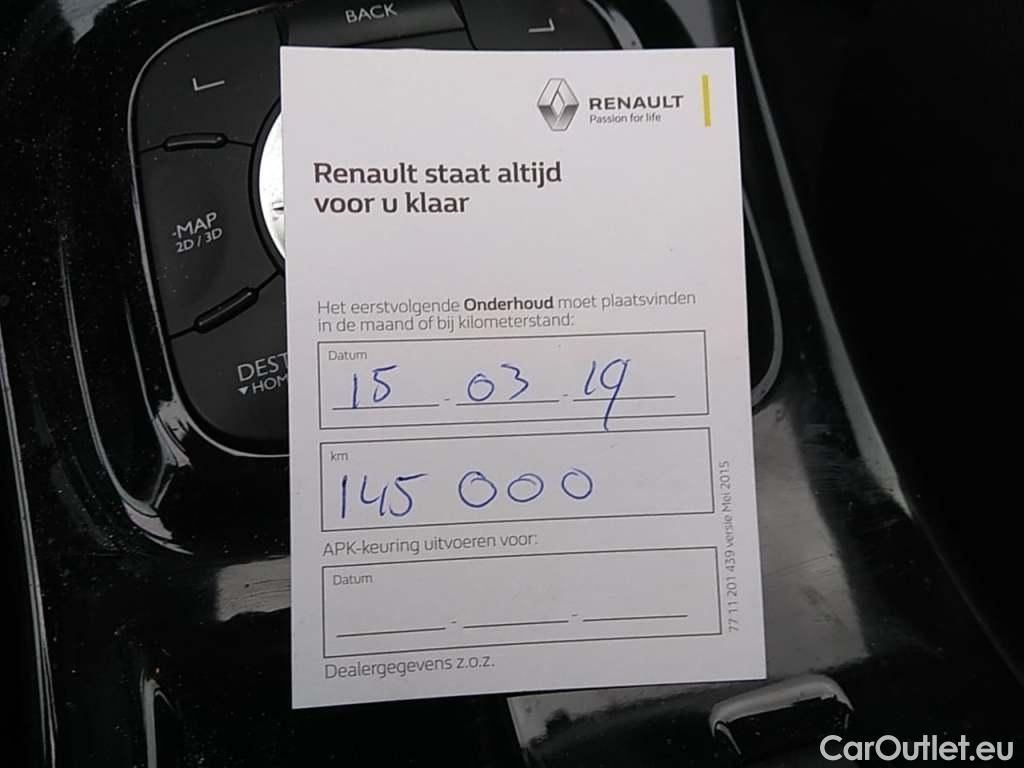 BACK
RENAULT
Passion for life
Renault staat altijd
voor u klaar
-MAP
2D / 3D
Het eerstvolgende Onderhoud moet plaatsvinden
in de maand of bij kilometerstand:
DEST
▼HOM
Datum
15 - 03 - 19
km
145 000
APK-keuring uitvoeren voor:
Datum
- -
Dealergegevens z.o.z.
77 11 201 439 versie Mei 2015
CarOutlet.eu